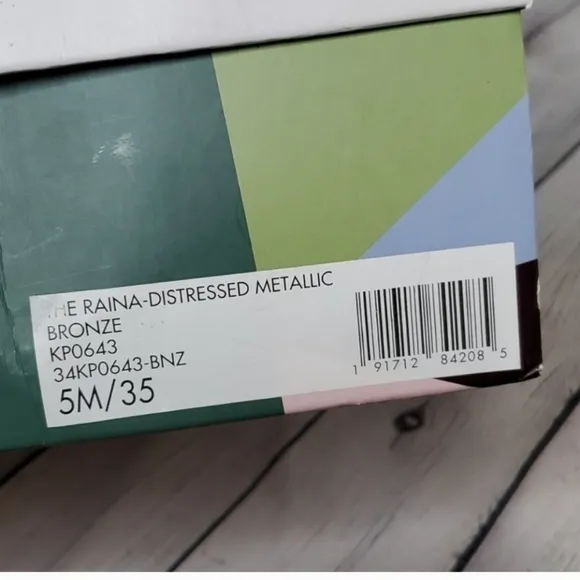 THE RAINA-DISTRESSED METALLIC
BRONZE
KP0643
34KP0643-BNZ
5M/35
1 91712 84208 5